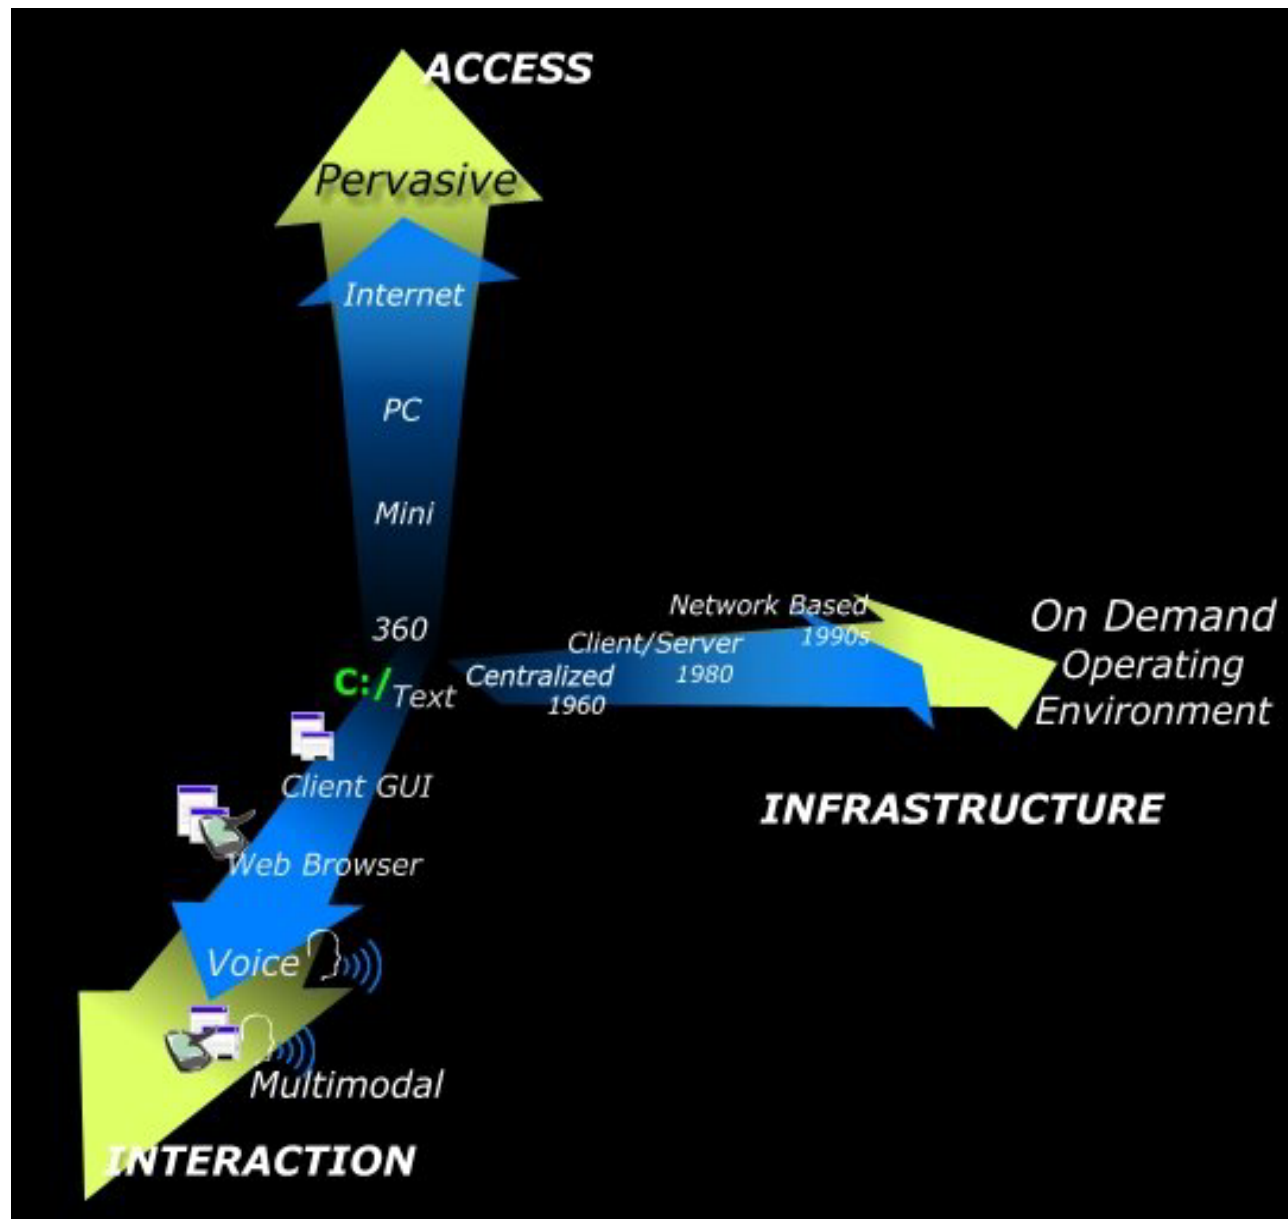 ACCESS
Pervasive
Internet
PC
Mini
360
C:/Text
Client GUI
Web Browser
Voice
Multimodal
INTERACTION
Network Based
1990s
Client/Server
1980
Centralized
1960
On Demand
Operating
Environment
INFRASTRUCTURE